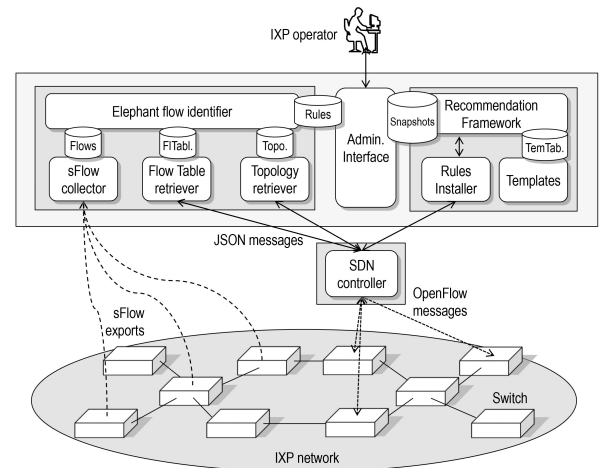 IXP operator
Elephant flow identifier
Rules
Admin.
Interface
Snapshots
Recommendation
Framework
Flows
FlTabl.
Topo.
TemTab.
sFlow
collector
Flow Table
retriever
Topology
retriever
Rules
Installer
Templates
JSON messages
SDN
controller
OpenFlow
messages
sFlow
exports
Switch
IXP network